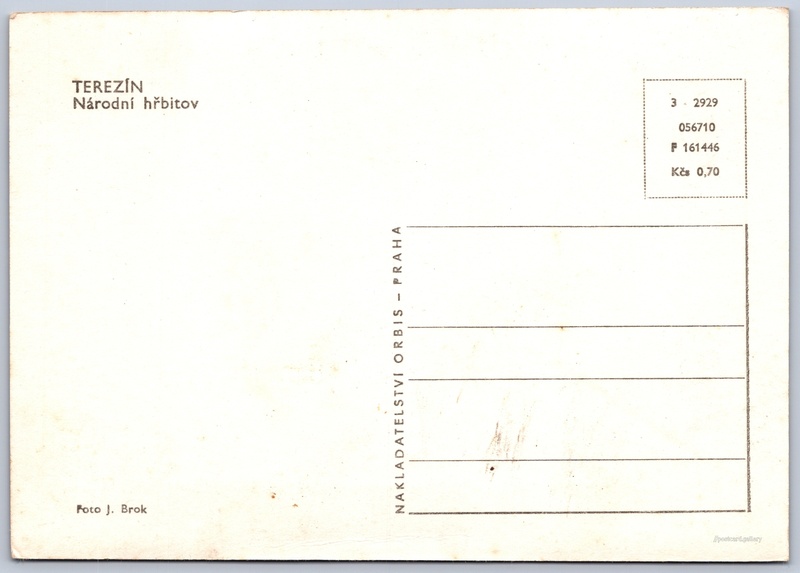 TEREZÍN
Národní hřbitov
3 - 2929
056710
F 161446
Kčs 0,70
NAKLADATELSTVÍ ORBIS – PRAHA
Foto J. Brok